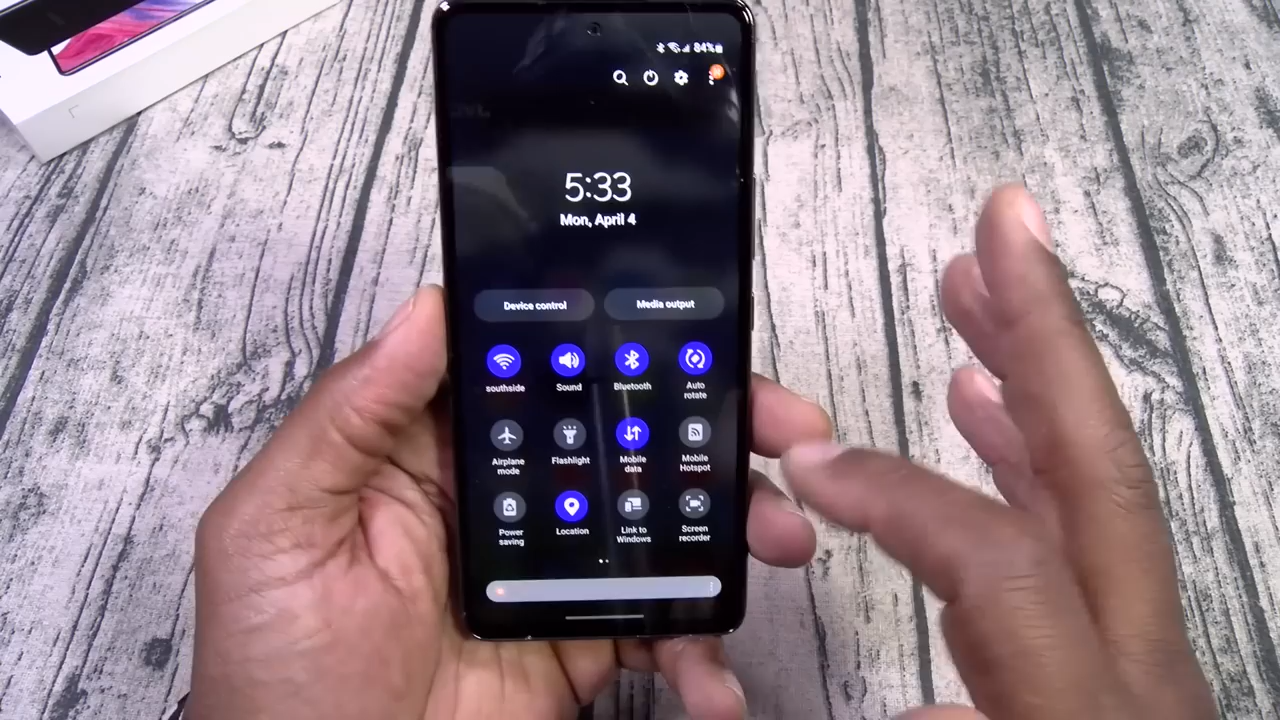 84%
5:33
Mon, April 4
Device control
Media output
southside
Sound
Bluetooth
Auto
rotate
Airplane
mode
Flashlight
Mobile
data
Mobile
Hotspot
Power
saving
Location
Link to
Windows
Screen
recorder